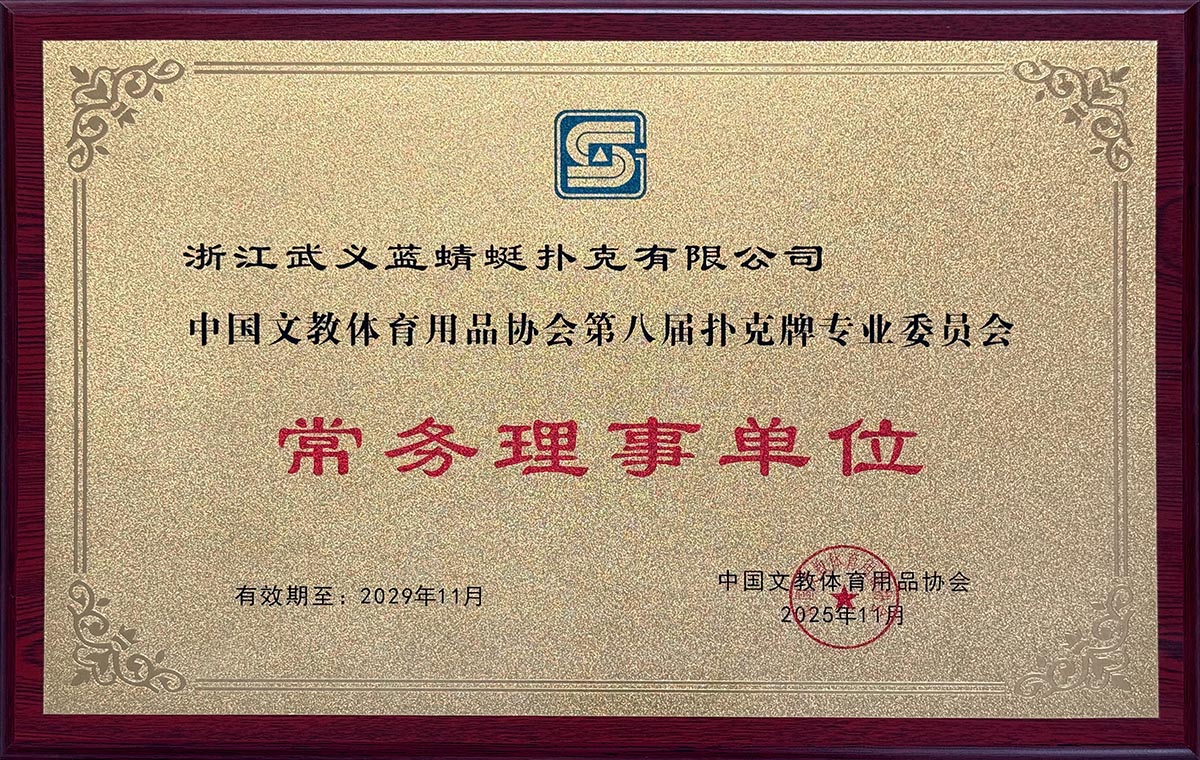 浙江武义蓝蜻蜓扑克有限公司
中国文教体育用品协会第八届扑克牌专业委员会
常务理事单位
有效期至：2029年11月
中国文教体育用品协会
2025年11月